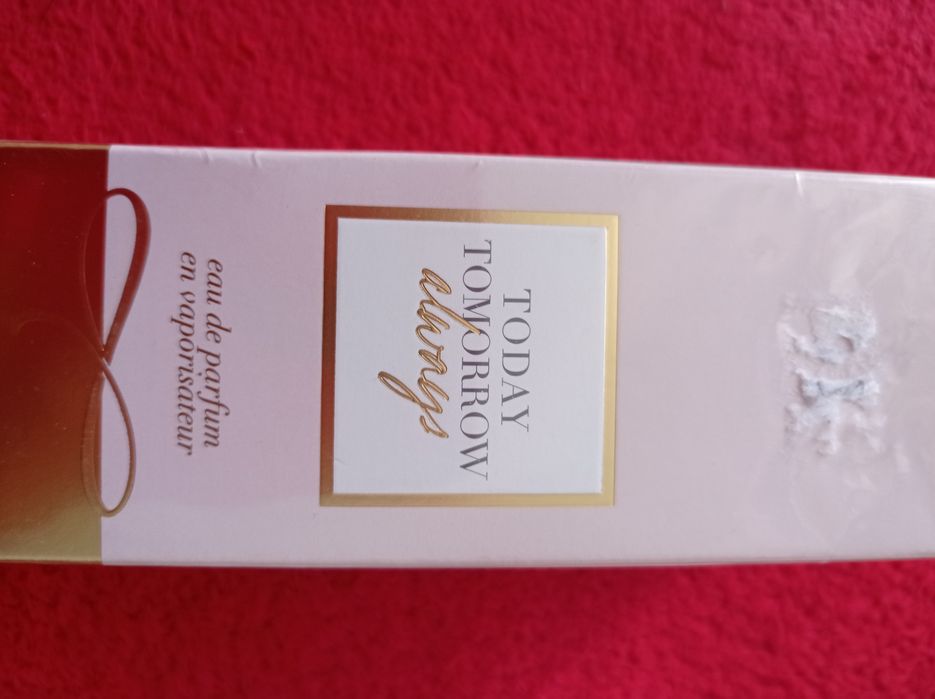 TODAY
TOMORROW
always
eau de parfum
en vaporisateur